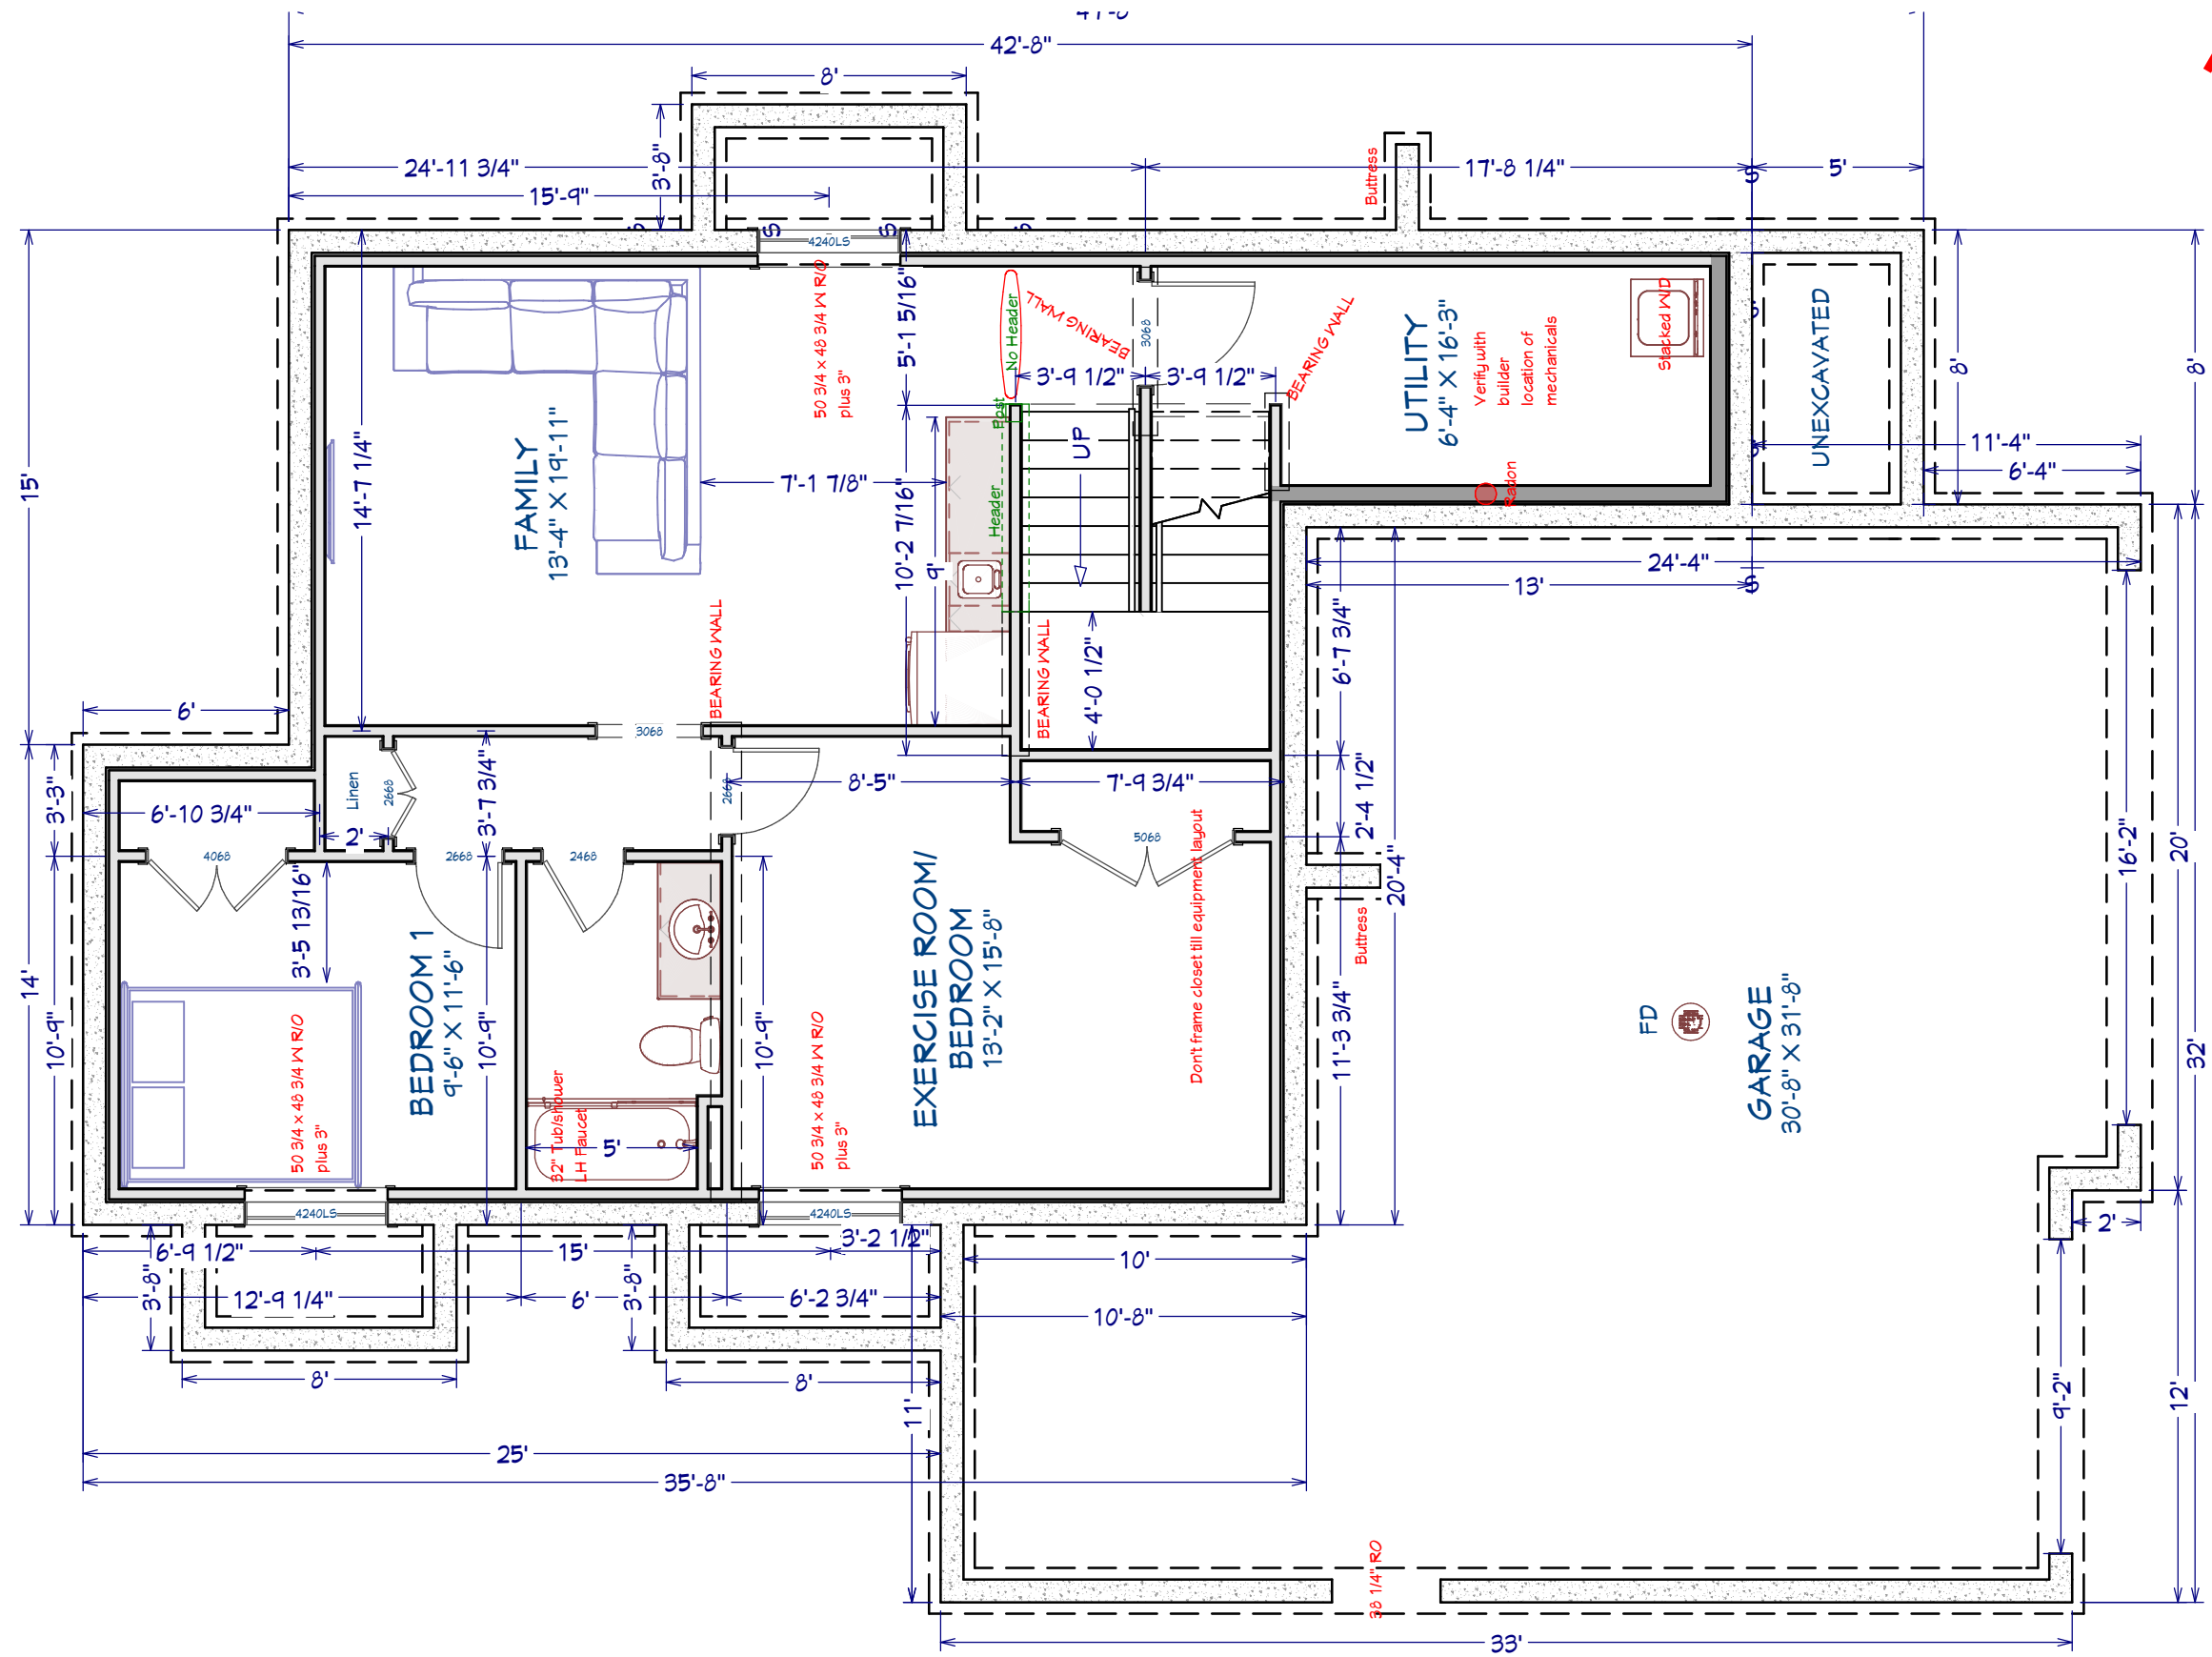 42'-8"
8'
24'-11 3/4"
17'-8 1/4"
5'
15'-9"
3'-8"
Buttress
S
S
S
4240LS
50 3/4 x 48 3/4 W R/O
plus 3"
5'-1 5/16"
No Header
BEARING WALL
3068
BEARING WALL
3'-9 1/2"
3'-9 1/2"
UTILITY
6'-4" X 16'-3"
Verify with
builder
location of
mechanicals
Stacked W/D
UNEXCAVATED
8'
8'
11'-4"
6'-4"
15'
14'-7 1/4"
FAMILY
13'-4" X 19'-11"
7'-1 7/8"
10'-2 7/16"
9'
Post
Header
UP
Radon
24'-4"
13'
S
6'-7 3/4"
BEARING WALL
BEARING WALL
4'-0 1/2"
6'
3068
3'-3"
6'-10 3/4"
Linen
2668
2'
3'-7 3/4"
2668
8'-5"
7'-9 3/4"
2'-4 1/2"
20'-4"
16'-2"
20'
32'
4068
2668
2468
5068
14'
10'-9"
3'-5 13/16"
BEDROOM 1
9'-6" X 11'-6"
10'-9"
10'-9"
EXERCISE ROOM/
BEDROOM
13'-2" X 15'-8"
Don't frame closet till equipment layout
11'-3 3/4"
Buttress
FD
GARAGE
30'-8" X 31'-8"
50 3/4 x 48 3/4 W R/O
plus 3"
32" Tub/shower
LH Faucet
5'
50 3/4 x 48 3/4 W R/O
plus 3"
4240LS
4240LS
6'-9 1/2"
15'
3'-2 1/2"
10'
2'
3'-8"
12'-9 1/4"
6'
3'-8"
6'-2 3/4"
10'-8"
8'
8'
11'
9'-2"
12'
25'
35'-8"
38 1/4" RO
33'